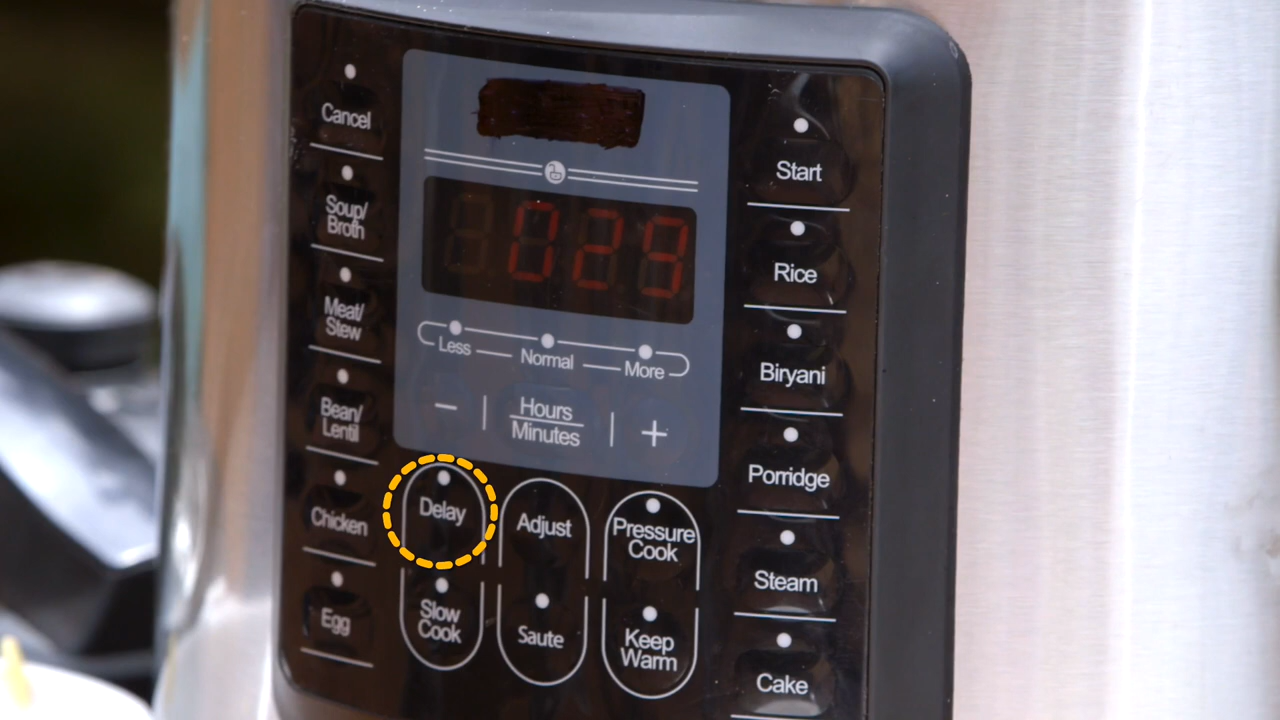 Cancel
Soup/
Broth
Meat/
Stew
Bean/
Lentil
Chicken
Egg
029
Less
Normal
More
−
Hours
Minutes
+
Delay
Adjust
Pressure
Cook
Slow
Cook
Saute
Keep
Warm
Start
Rice
Biryani
Porridge
Steam
Cake